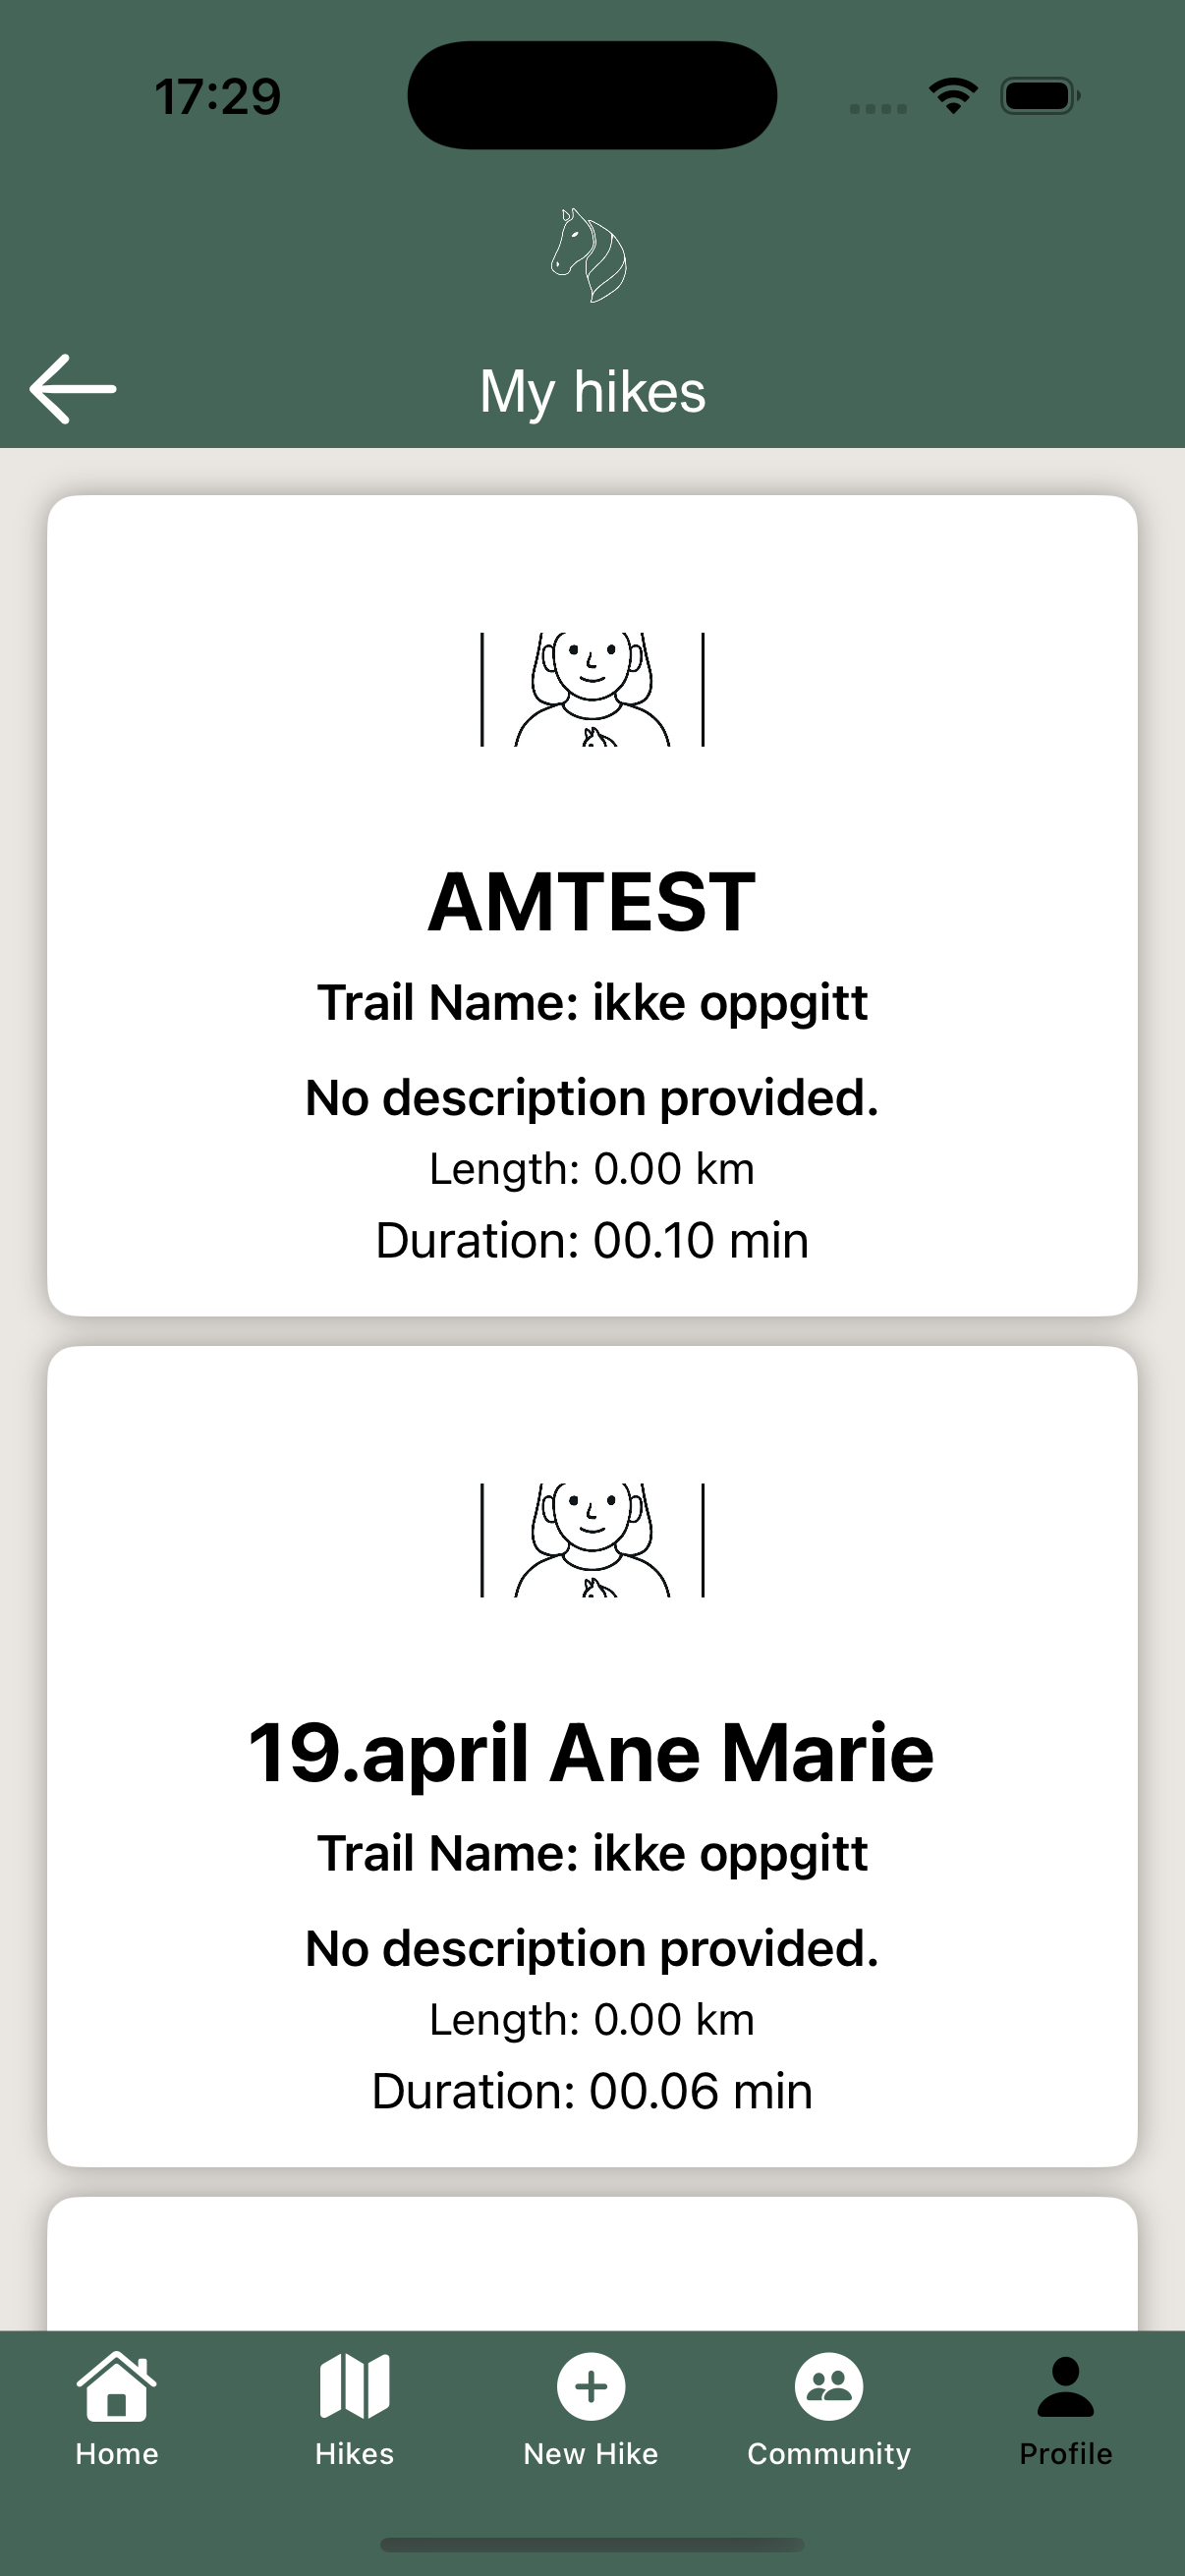 17:29
My hikes
AMTEST
Trail Name: ikke oppgitt
No description provided.
Length: 0.00 km
Duration: 00.10 min
19.april Ane Marie
Trail Name: ikke oppgitt
No description provided.
Length: 0.00 km
Duration: 00.06 min
Home
Hikes
New Hike
Community
Profile